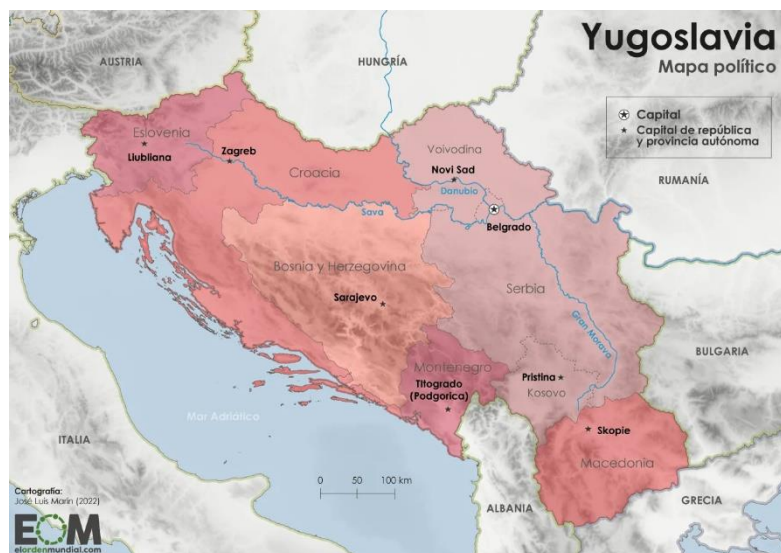 Yugoslavia
Mapa político
Capital
Capital de república
y provincia autónoma
AUSTRIA
HUNGRÍA
RUMANÍA
BULGARIA
GRECIA
ALBANIA
ITALIA
Eslovenia
Liubliana
Zagreb
Croacia
Voivodina
Novi Sad
Danubio
Sava
Belgrado
Bosnia y Herzegovina
Sarajevo
Serbia
Gran Morava
Montenegro
Titogrado
(Podgorica)
Pristina
Kosovo
Skopie
Macedonia
Mar Adriático
0 50 100 km
Cartografía:
José Luis Marín (2022)
EOM
elordenmundial.com